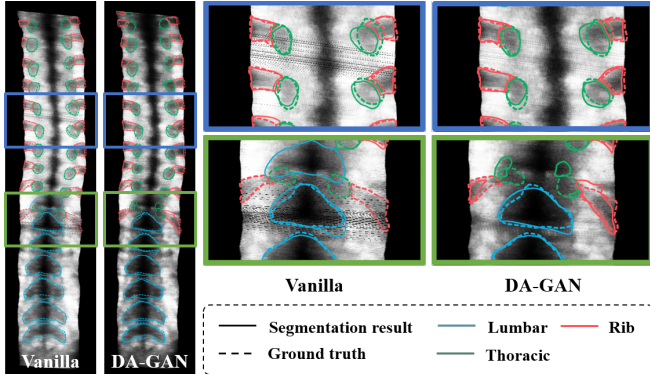 Vanilla
DA-GAN
Vanilla
DA-GAN
Segmentation result
Lumbar
Rib
Ground truth
Thoracic